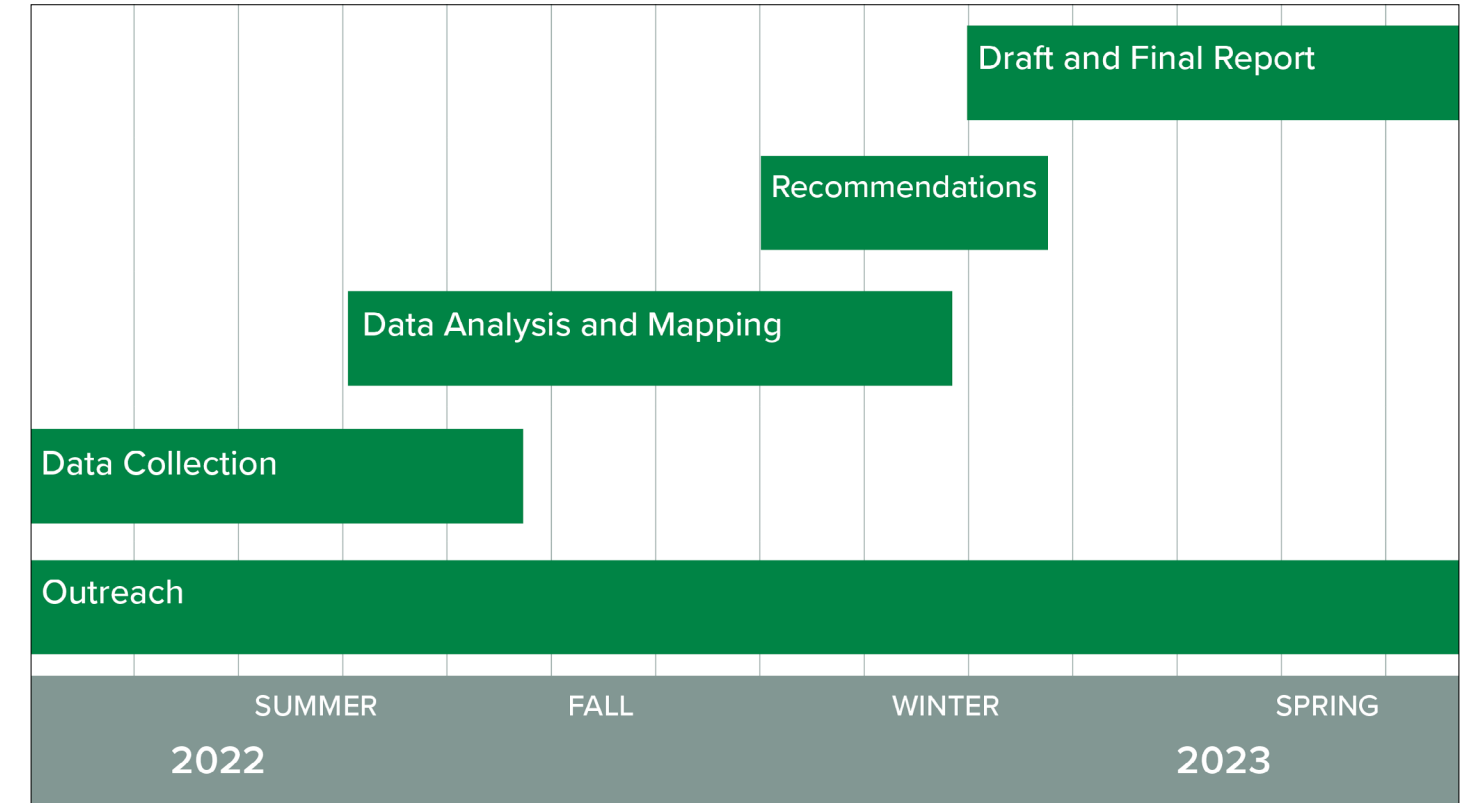 Draft and Final Report
Recommendations
Data Analysis and Mapping
Data Collection
Outreach
SUMMER FALL WINTER SPRING
2022 2023